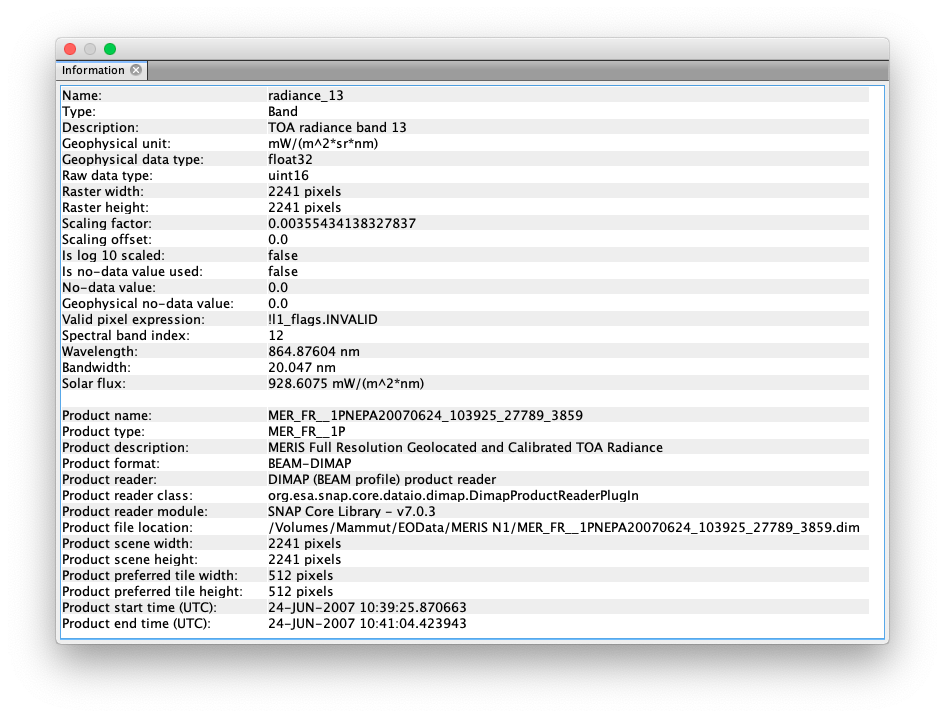 Information
Name: radiance_13
Type: Band
Description: TOA radiance band 13
Geophysical unit: mW/(m^2*sr*nm)
Geophysical data type: float32
Raw data type: uint16
Raster width: 2241 pixels
Raster height: 2241 pixels
Scaling factor: 0.00355434138327837
Scaling offset: 0.0
Is log 10 scaled: false
Is no-data value used: false
No-data value: 0.0
Geophysical no-data value: 0.0
Valid pixel expression: !l1_flags.INVALID
Spectral band index: 12
Wavelength: 864.87604 nm
Bandwidth: 20.047 nm
Solar flux: 928.6075 mW/(m^2*nm)
Product name: MER_FR__1PNEPA20070624_103925_27789_3859
Product type: MER_FR__1P
Product description: MERIS Full Resolution Geolocated and Calibrated TOA Radiance
Product format: BEAM-DIMAP
Product reader: DIMAP (BEAM profile) product reader
Product reader class: org.esa.snap.core.dataio.dimap.DimapProductReaderPlugIn
Product reader module: SNAP Core Library - v7.0.3
Product file location: /Volumes/Mammut/EOData/MERIS N1/MER_FR__1PNEPA20070624_103925_27789_3859.dim
Product scene width: 2241 pixels
Product scene height: 2241 pixels
Product preferred tile width: 512 pixels
Product preferred tile height: 512 pixels
Product start time (UTC): 24-JUN-2007 10:39:25.870663
Product end time (UTC): 24-JUN-2007 10:41:04.423943